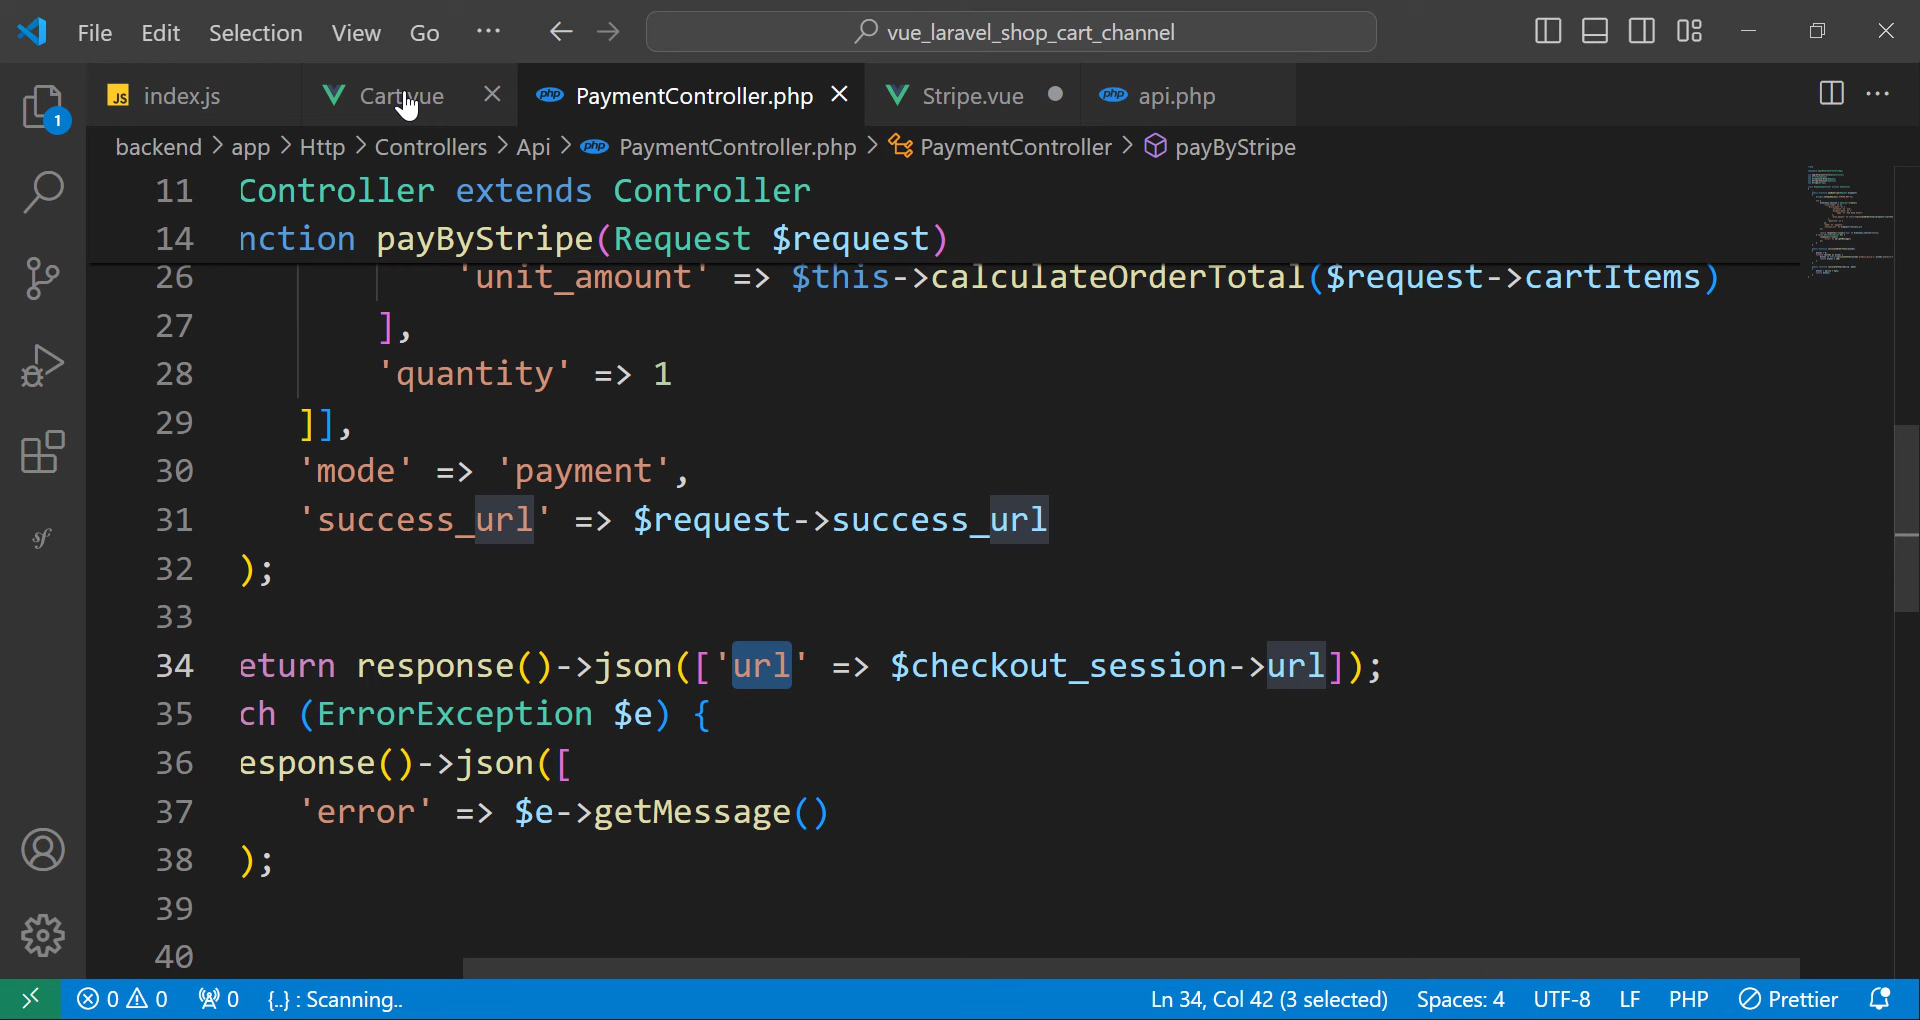 File Edit Selection View Go ··· vue_laravel_shop_cart_channel
index.js Cart.vue PaymentController.php Stripe.vue api.php
backend > app > Http > Controllers > Api > PaymentController.php > PaymentController > payByStripe
1
11 Controller extends Controller
14 nction payByStripe(Request $request)
26 'unit_amount' => $this->calculateOrderTotal($request->cartItems)
27 ],
28 'quantity' => 1
29 ]],
30 'mode' => 'payment',
31 'success_url' => $request->success_url
32 );
33
34 eturn response()->json(['url' => $checkout_session->url]);
35 ch (ErrorException $e) {
36 esponse()->json([
37 'error' => $e->getMessage()
38 );
39
40
0 0 0 {..} : Scanning.. Ln 34, Col 42 (3 selected) Spaces: 4 UTF-8 LF PHP Prettier